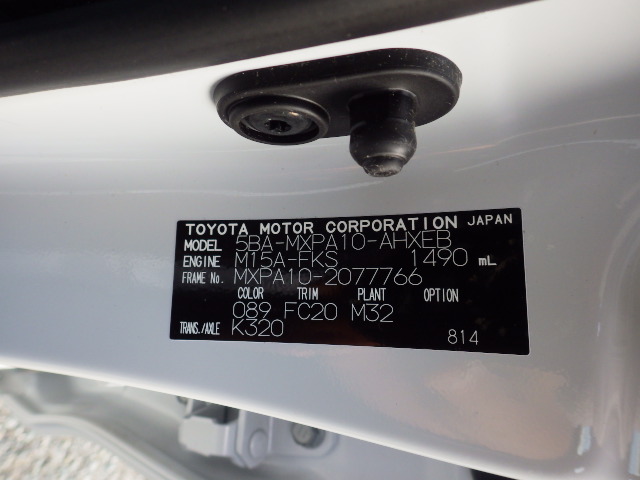 TOYOTA MOTOR CORPORATION JAPAN
MODEL 5BA-MXPA10-AHXEB
ENGINE M15A-FKS 1490 mL
FRAME No. MXPA10-2077766
COLOR TRIM PLANT OPTION
089 FC20 M32
TRANS./AXLE K320
814